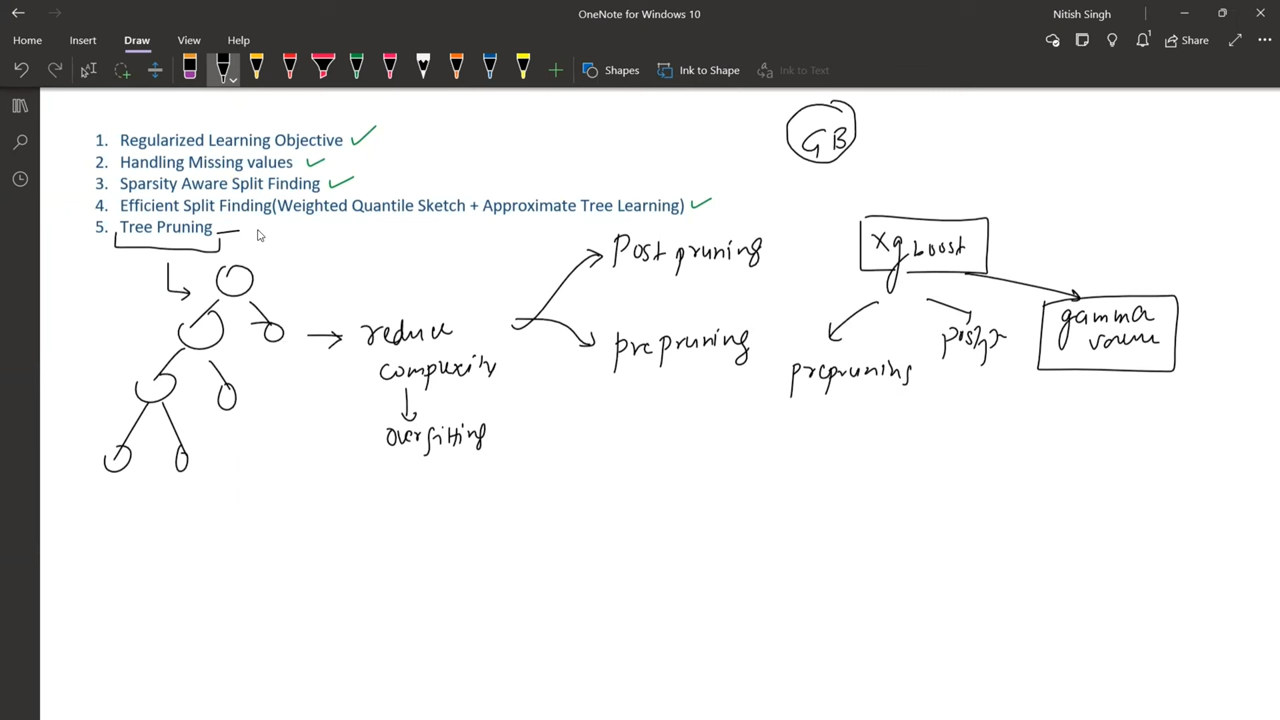 OneNote for Windows 10
Nitish Singh
Home
Insert
Draw
View
Help
Share
Shapes
Ink to Shape
Ink to Text
GB
1. Regularized Learning Objective
2. Handling Missing values
3. Sparsity Aware Split Finding
4. Efficient Split Finding(Weighted Quantile Sketch + Approximate Tree Learning)
5. Tree Pruning
Post pruning
xgboost
gamma
reduce
complexity
overfitting
prepruning
prepruning